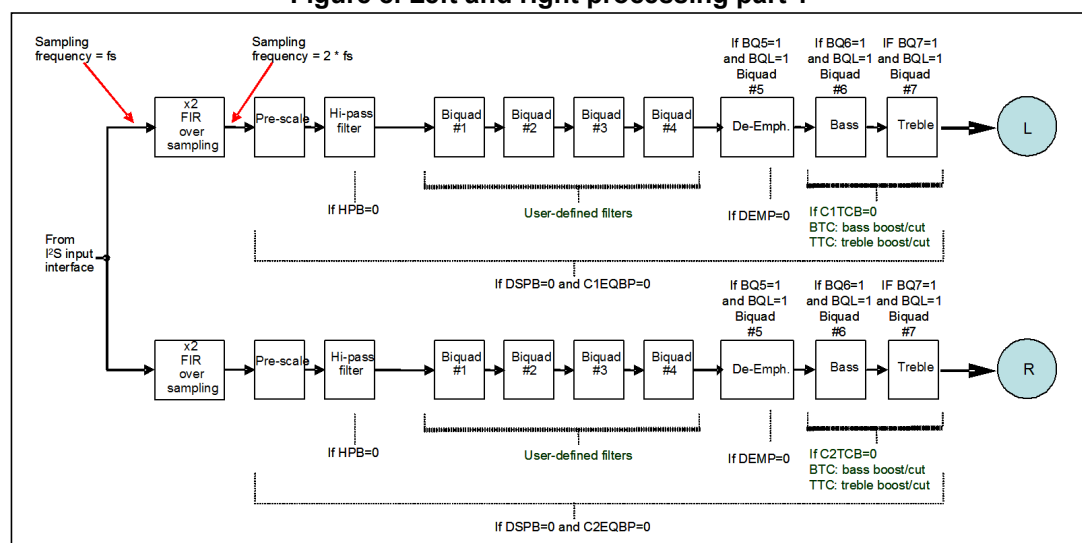 Sampling
frequency = fs
Sampling
frequency = 2 * fs
If BQ5=1
and BQL=1
Biquad
#5
If BQ6=1
and BQL=1
Biquad
#6
IF BQ7=1
and BQL=1
Biquad
#7
x2
FIR
over
sampling
Pre-scale
Hi-pass
filter
Biquad
#1
Biquad
#2
Biquad
#3
Biquad
#4
De-Emph.
Bass
Treble
L
If HPB=0
User-defined filters
If DEMP=0
If C1TCB=0
BTC: bass boost/cut
TTC: treble boost/cut
From
I²S input
interface
If DSPB=0 and C1EQBP=0
If BQ5=1
and BQL=1
Biquad
#5
If BQ6=1
and BQL=1
Biquad
#6
IF BQ7=1
and BQL=1
Biquad
#7
x2
FIR
over
sampling
Pre-scale
Hi-pass
filter
Biquad
#1
Biquad
#2
Biquad
#3
Biquad
#4
De-Emph.
Bass
Treble
R
If HPB=0
User-defined filters
If DEMP=0
If C2TCB=0
BTC: bass boost/cut
TTC: treble boost/cut
If DSPB=0 and C2EQBP=0